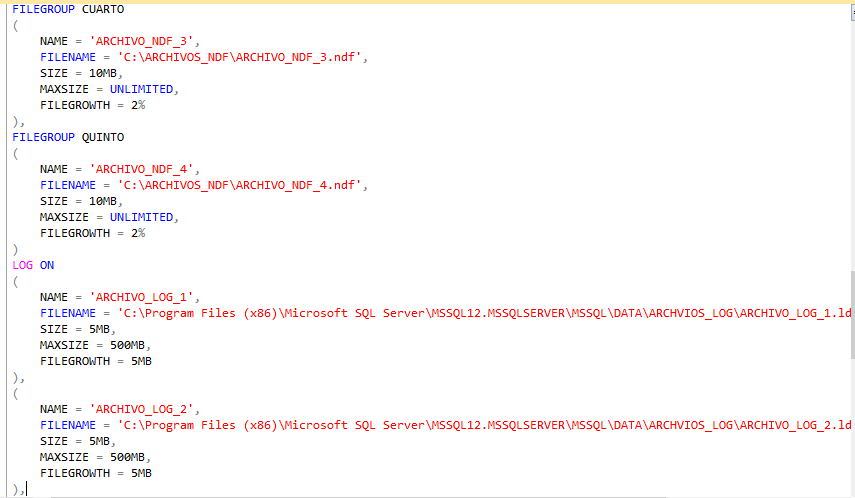 FILEGROUP CUARTO
(
NAME = 'ARCHIVO_NDF_3',
FILENAME = 'C:\ARCHIVOS_NDF\ARCHIVO_NDF_3.ndf',
SIZE = 10MB,
MAXSIZE = UNLIMITED,
FILEGROWTH = 2%
),
FILEGROUP QUINTO
(
NAME = 'ARCHIVO_NDF_4',
FILENAME = 'C:\ARCHIVOS_NDF\ARCHIVO_NDF_4.ndf',
SIZE = 10MB,
MAXSIZE = UNLIMITED,
FILEGROWTH = 2%
)
LOG ON
(
NAME = 'ARCHIVO_LOG_1',
FILENAME = 'C:\Program Files (x86)\Microsoft SQL Server\MSSQL12.MSSQLSERVER\MSSQL\DATA\ARCHVIOS_LOG\ARCHIVO_LOG_1.ld
SIZE = 5MB,
MAXSIZE = 500MB,
FILEGROWTH = 5MB
),
(
NAME = 'ARCHIVO_LOG_2',
FILENAME = 'C:\Program Files (x86)\Microsoft SQL Server\MSSQL12.MSSQLSERVER\MSSQL\DATA\ARCHVIOS_LOG\ARCHIVO_LOG_2.ld
SIZE = 5MB,
MAXSIZE = 500MB,
FILEGROWTH = 5MB
),